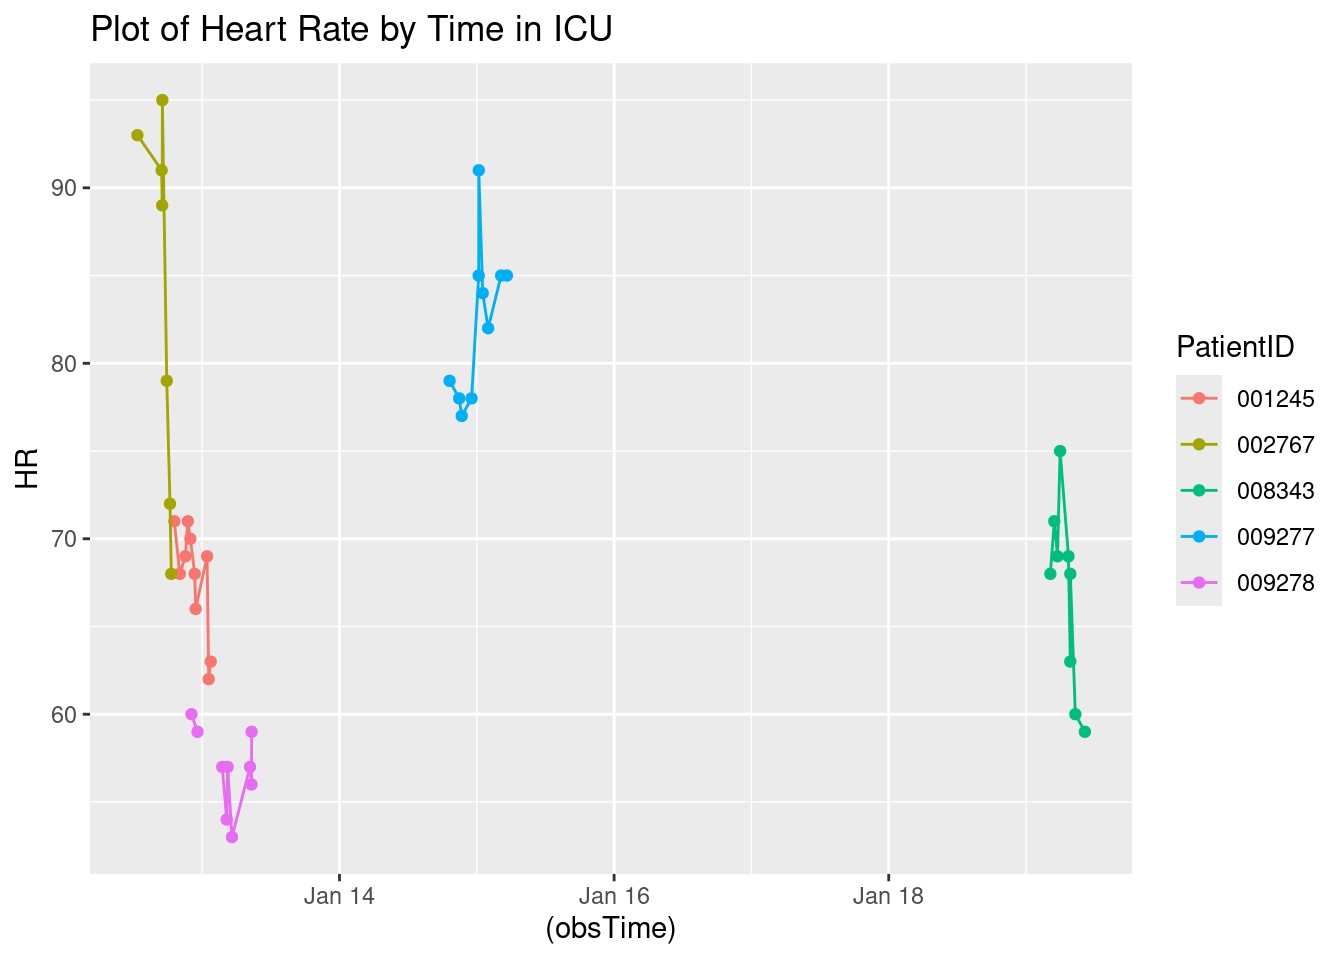 Plot of Heart Rate by Time in ICU
90
80
70
60
HR
Jan 14
Jan 16
Jan 18
(obsTime)
PatientID
001245
002767
008343
009277
009278